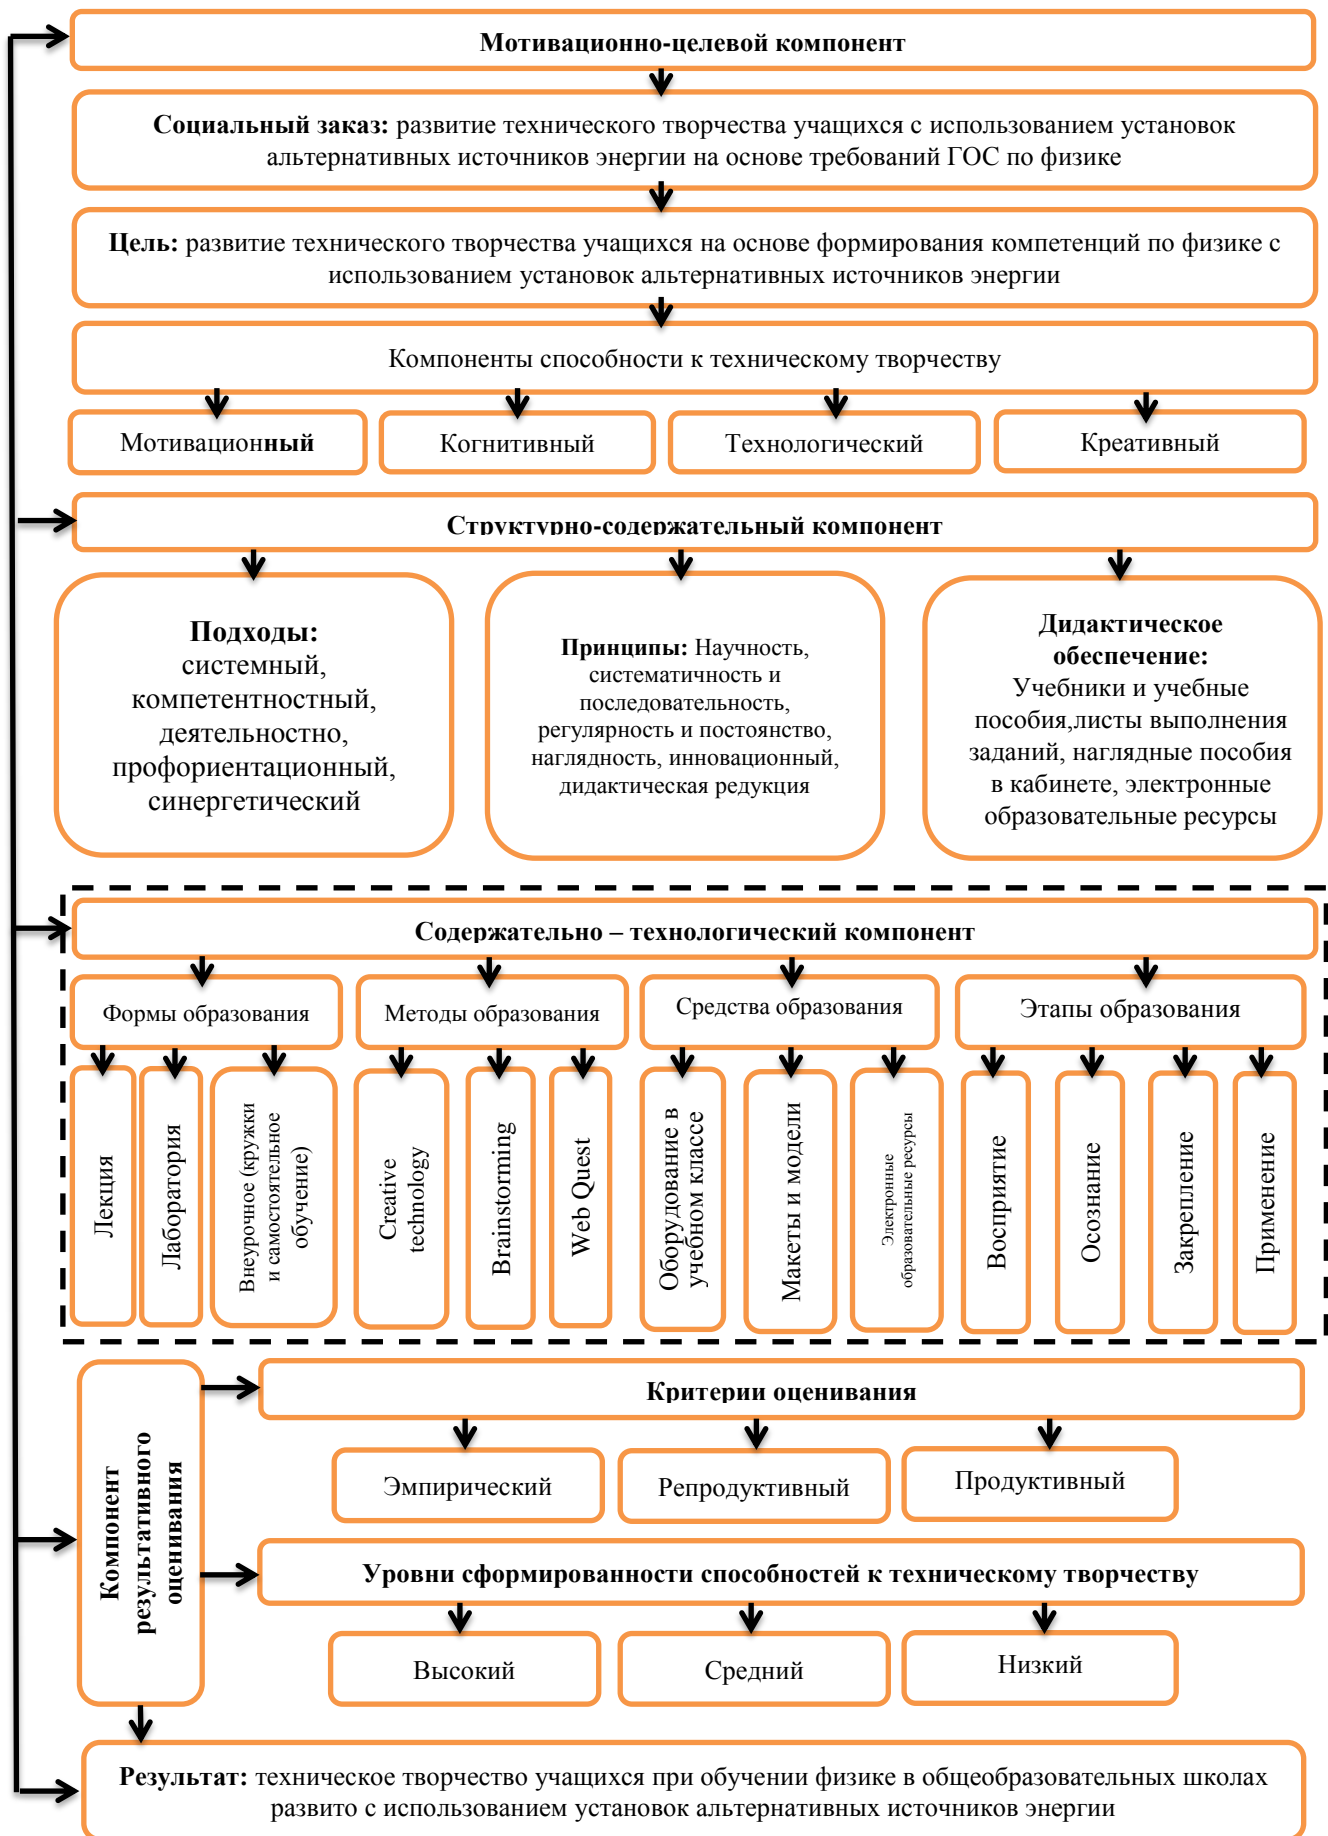 Мотивационно-целевой компонент
Социальный заказ: развитие технического творчества учащихся с использованием установок
альтернативных источников энергии на основе требований ГОС по физике
Цель: развитие технического творчества учащихся на основе формирования компетенций по физике с
использованием установок альтернативных источников энергии
Компоненты способности к техническому творчеству
Мотивационный
Когнитивный
Технологический
Креативный
Структурно-содержательный компонент
Подходы:
системный,
компетентностный,
деятельностно,
профориентационный,
синергетический
Принципы: Научность,
систематичность и
последовательность,
регулярность и постоянство,
наглядность, инновационный,
дидактическая редукция
Дидактическое
обеспечение:
Учебники и учебные
пособия,листы выполнения
заданий, наглядные пособия
в кабинете, электронные
образовательные ресурсы
Содержательно – технологический компонент
Формы образования
Методы образования
Средства образования
Этапы образования
Лекция
Лаборатория
Внеурочное (кружки
и самостоятельное
обучение)
Creative
technology
Brainstorming
Web Quest
Оборудование в
учебном классе
Макеты и модели
Электронные
образовательные ресурсы
Восприятие
Осознание
Закрепление
Применение
Компонент
результативного
оценивания
Критерии оценивания
Эмпирический
Репродуктивный
Продуктивный
Уровни сформированности способностей к техническому творчеству
Высокий
Средний
Низкий
Результат: техническое творчество учащихся при обучении физике в общеобразовательных школах
развито с использованием установок альтернативных источников энергии